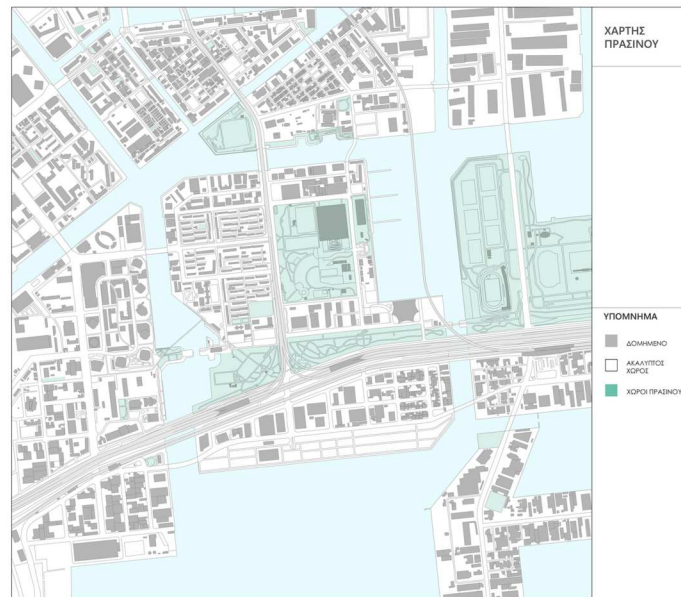 ΧΑΡΤΗΣ
ΠΡΑΣΙΝΟΥ
ΥΠΟΜΝΗΜΑ
ΔΟΜΗΜΕΝΟ
ΑΚΑΛΥΠΤΟΣ
ΧΩΡΟΣ
ΧΩΡΟΙ ΠΡΑΣΙΝΟΥ